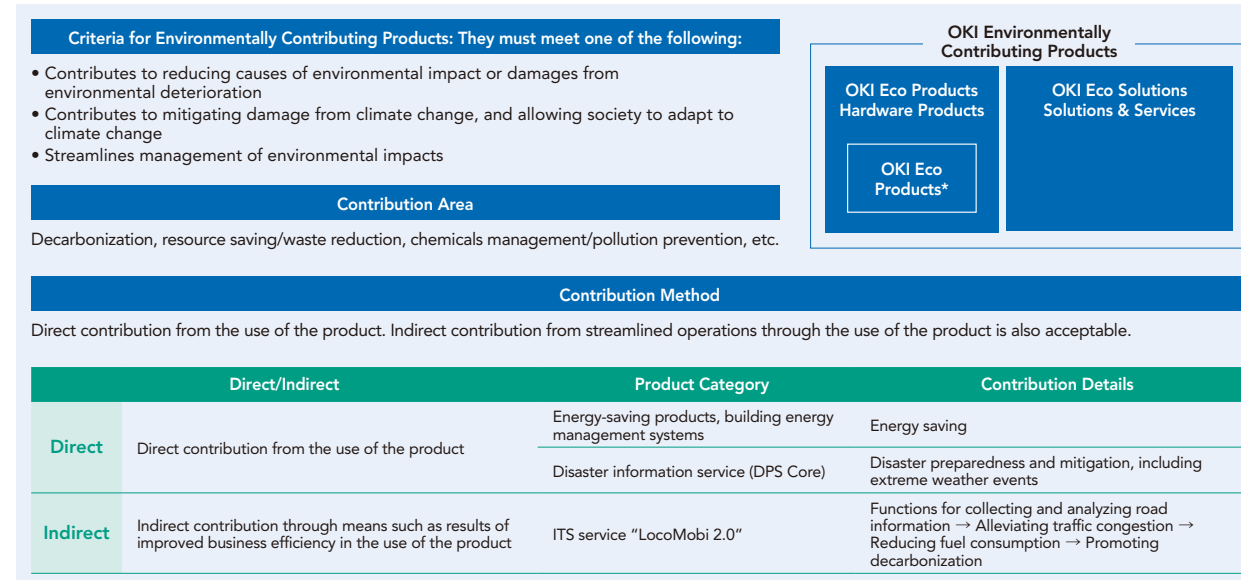 Criteria for Environmentally Contributing Products: They must meet one of the following:
• Contributes to reducing causes of environmental impact or damages from
environmental deterioration
• Contributes to mitigating damage from climate change, and allowing society to adapt to
climate change
• Streamlines management of environmental impacts
Contribution Area
Decarbonization, resource saving/waste reduction, chemicals management/pollution prevention, etc.
OKI Environmentally
Contributing Products
OKI Eco Products
Hardware Products
OKI Eco
Products*
OKI Eco Solutions
Solutions & Services
Contribution Method
Direct contribution from the use of the product. Indirect contribution from streamlined operations through the use of the product is also acceptable.
Direct/Indirect
Product Category
Contribution Details
Direct
Direct contribution from the use of the product
Energy-saving products, building energy
management systems
Energy saving
Disaster information service (DPS Core)
Disaster preparedness and mitigation, including
extreme weather events
Indirect
Indirect contribution through means such as results of
improved business efficiency in the use of the product
ITS service “LocoMobi 2.0”
Functions for collecting and analyzing road
information → Alleviating traffic congestion →
Reducing fuel consumption → Promoting
decarbonization